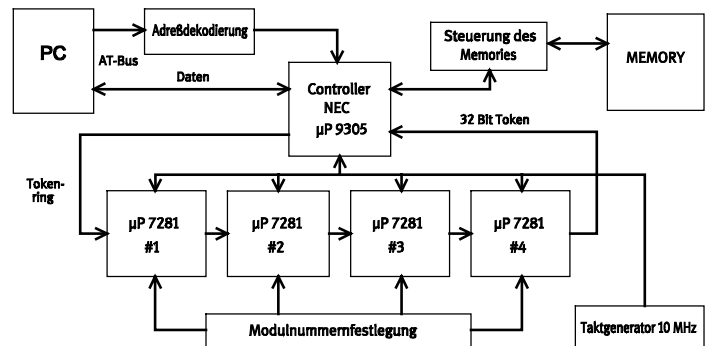 PC
Adreßdekodierung
AT-Bus
Daten
Controller
NEC
µP 9305
Steuerung des
Memories
MEMORY
32 Bit Token
Token-
ring
µP 7281
#1
µP 7281
#2
µP 7281
#3
µP 7281
#4
Modulnummernfestlegung
Taktgenerator 10 MHz